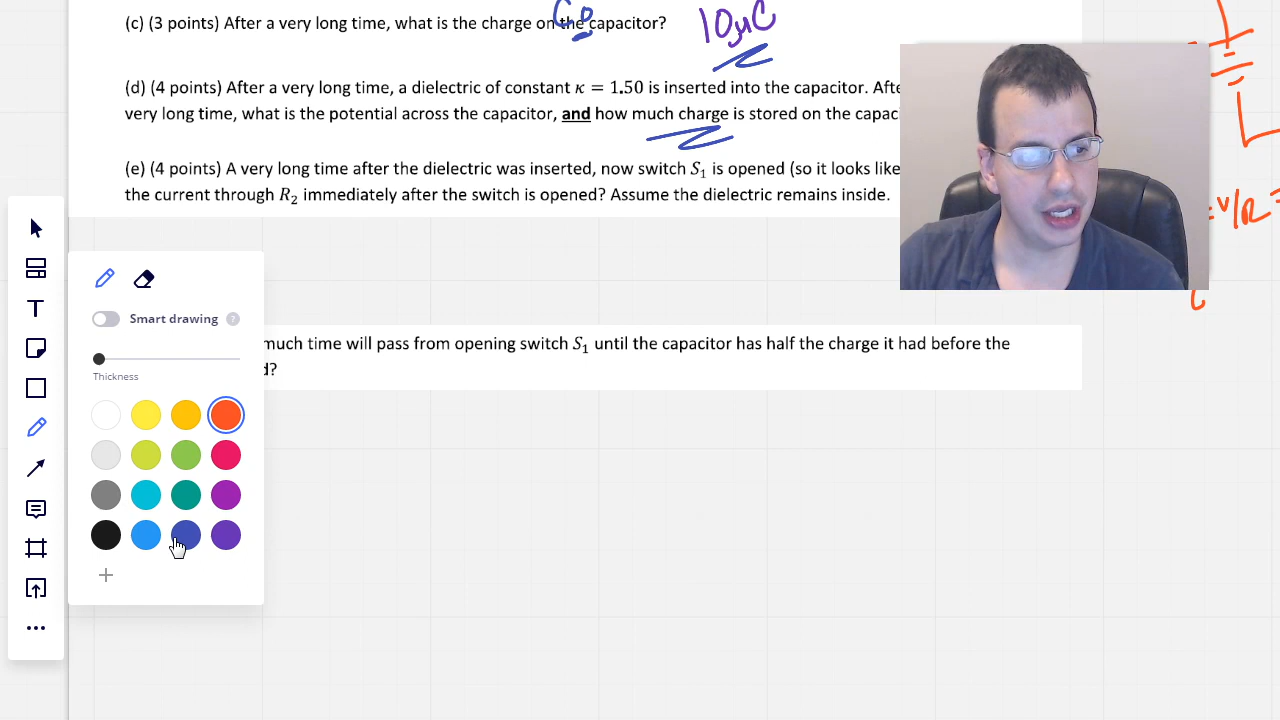 (c) (3 points) After a very long time, what is the charge on the capacitor?
C₀
10μC
(d) (4 points) After a very long time, a dielectric of constant κ = 1.50 is inserted into the capacitor. Afte
very long time, what is the potential across the capacitor, and how much charge is stored on the capac
(e) (4 points) A very long time after the dielectric was inserted, now switch S₁ is opened (so it looks like
the current through R₂ immediately after the switch is opened? Assume the dielectric remains inside.
= V/R =
Smart drawing ?
Thickness
much time will pass from opening switch S₁ until the capacitor has half the charge it had before the
d?
T